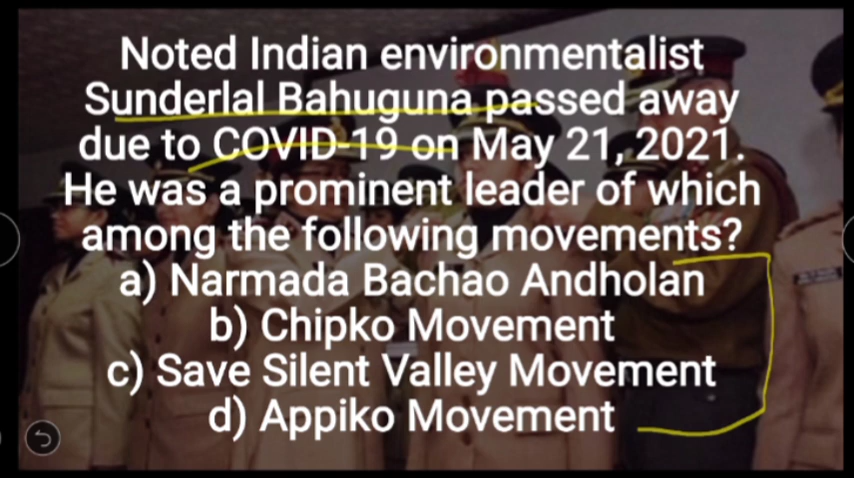 Noted Indian environmentalist
Sunderlal Bahuguna passed away
due to COVID-19 on May 21, 2021.
He was a prominent leader of which
among the following movements?
a) Narmada Bachao Andholan
b) Chipko Movement
c) Save Silent Valley Movement
d) Appiko Movement